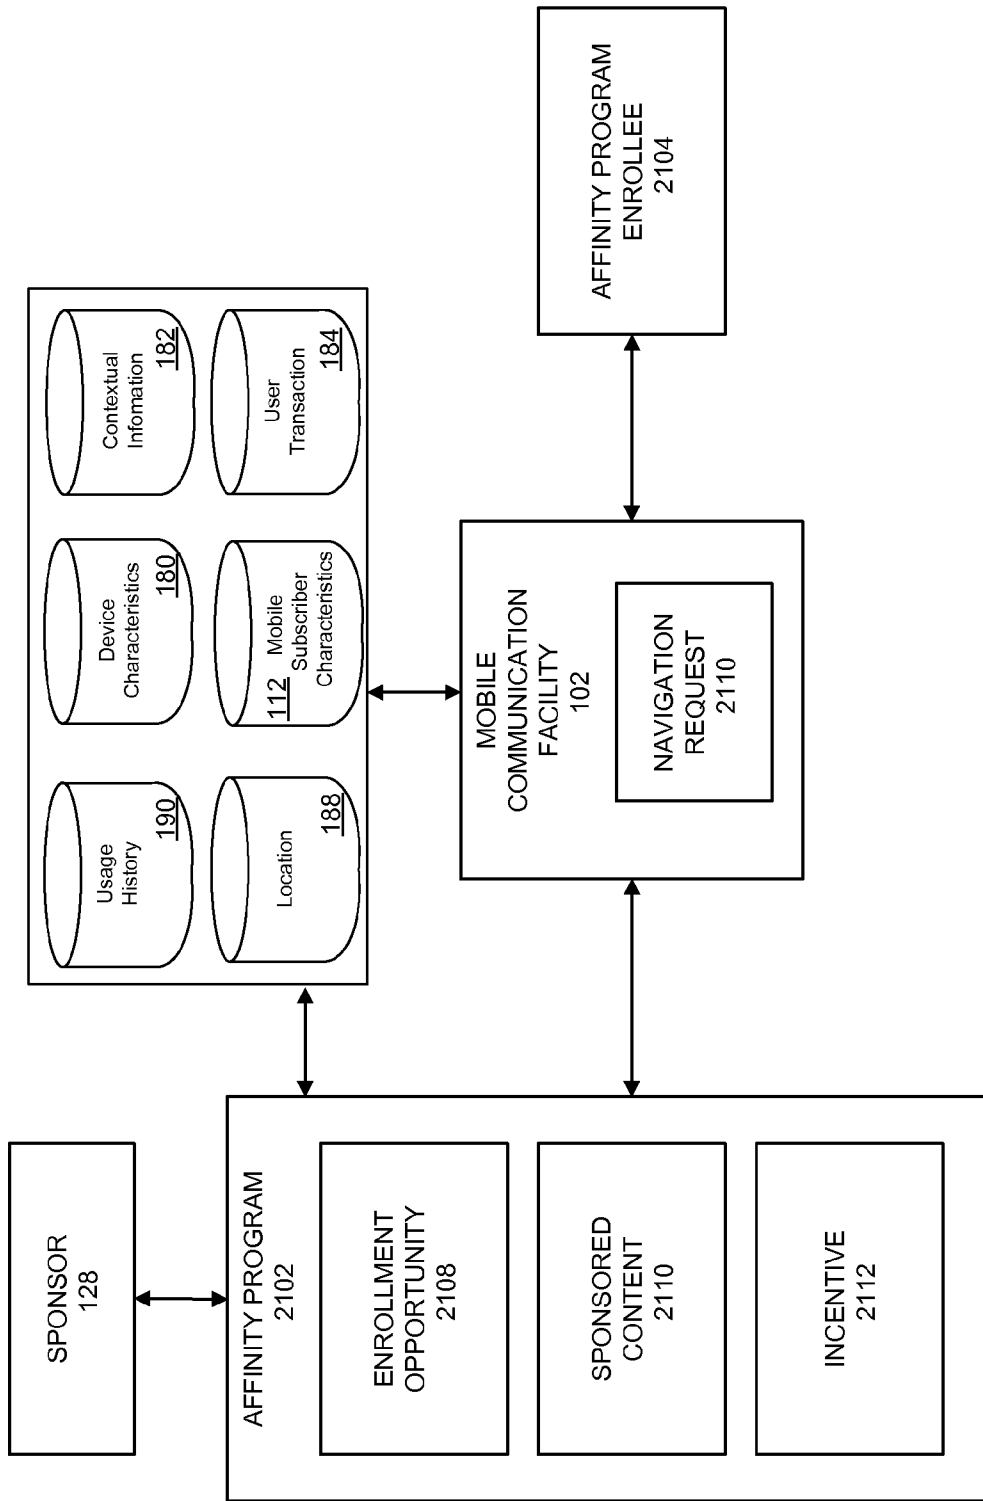 SPONSOR
128
AFFINITY PROGRAM
2102
ENROLLMENT
OPPORTUNITY
2108
SPONSORED
CONTENT
2110
INCENTIVE
2112
Usage
History
190
Device
Characteristics
180
Contextual
Infomation
182
Location
188
112
Mobile
Subscriber
Characteristics
User
Transaction
184
MOBILE
COMMUNICATION
FACILITY
102
NAVIGATION
REQUEST
2110
AFFINITY PROGRAM
ENROLLEE
2104